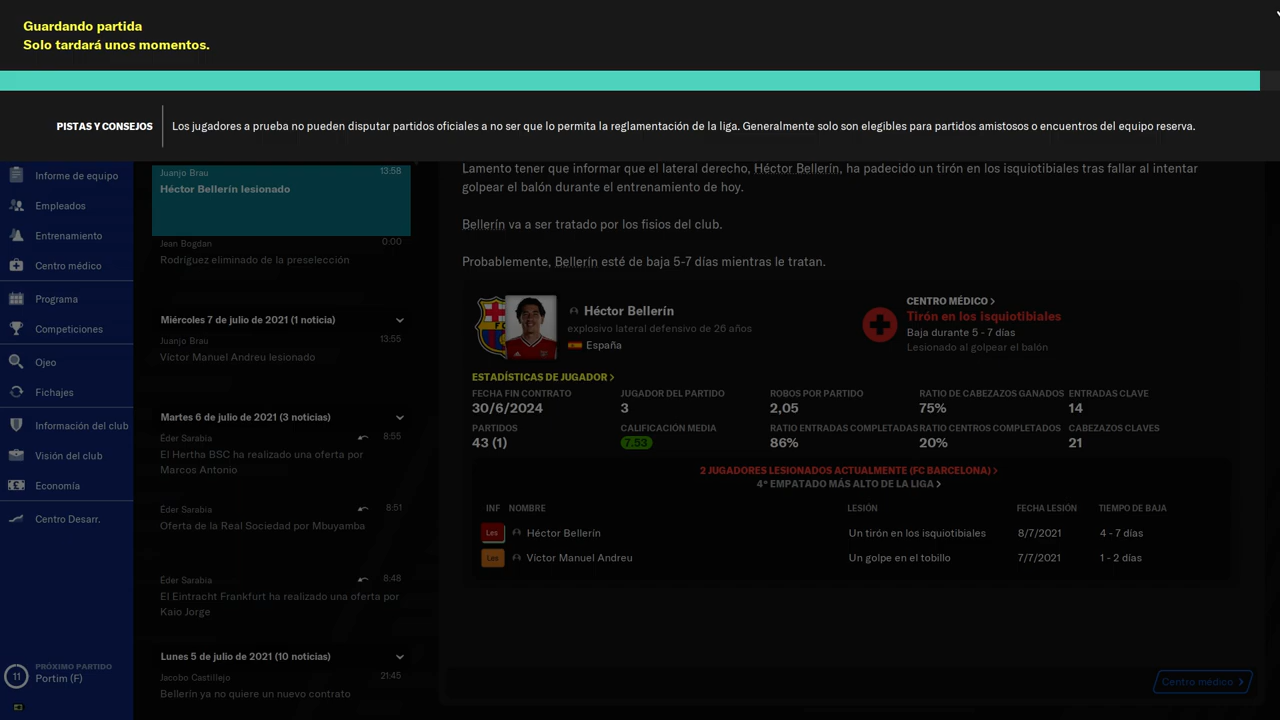 Guardando partida
Solo tardará unos momentos.
PISTAS Y CONSEJOS
Los jugadores a prueba no pueden disputar partidos oficiales a no ser que lo permita la reglamentación de la liga. Generalmente solo son elegibles para partidos amistosos o encuentros del equipo reserva.
Informe de equipo
Empleados
Entrenamiento
Centro médico
Programa
Competiciones
Ojeo
Fichajes
Información del club
Visión del club
Economía
Centro Desarr.
11
PRÓXIMO PARTIDO
Portim (F)
Juanjo Brau 13:58
Héctor Bellerín lesionado
Jean Bogdan 0:00
Rodríguez eliminado de la preselección
Miércoles 7 de julio de 2021 (1 noticia)
Juanjo Brau 13:55
Víctor Manuel Andreu lesionado
Martes 6 de julio de 2021 (3 noticias)
Éder Sarabia 8:55
El Hertha BSC ha realizado una oferta por
Marcos Antonio
Éder Sarabia 8:51
Oferta de la Real Sociedad por Mbuyamba
Éder Sarabia 8:48
El Eintracht Frankfurt ha realizado una oferta por
Kaio Jorge
Lunes 5 de julio de 2021 (10 noticias)
Jacobo Castillejo 21:45
Bellerín ya no quiere un nuevo contrato
Lamento tener que informar que el lateral derecho, Héctor Bellerín, ha padecido un tirón en los isquiotibiales tras fallar al intentar
golpear el balón durante el entrenamiento de hoy.
Bellerín va a ser tratado por los fisios del club.
Probablemente, Bellerín esté de baja 5-7 días mientras le tratan.
Héctor Bellerín
explosivo lateral defensivo de 26 años
España
CENTRO MÉDICO >
Tirón en los isquiotibiales
Baja durante 5 - 7 días
Lesionado al golpear el balón
ESTADÍSTICAS DE JUGADOR >
FECHA FIN CONTRATO JUGADOR DEL PARTIDO ROBOS POR PARTIDO RATIO DE CABEZAZOS GANADOS ENTRADAS CLAVE
30/6/2024 3 2,05 75% 14
PARTIDOS CALIFICACIÓN MEDIA RATIO ENTRADAS COMPLETADAS RATIO CENTROS COMPLETADOS CABEZAZOS CLAVES
43 (1) 7.53 86% 20% 21
2 JUGADORES LESIONADOS ACTUALMENTE (FC BARCELONA) >
4º EMPATADO MÁS ALTO DE LA LIGA >
INF NOMBRE LESIÓN FECHA LESIÓN TIEMPO DE BAJA
Les Héctor Bellerín Un tirón en los isquiotibiales 8/7/2021 4 - 7 días
Les Víctor Manuel Andreu Un golpe en el tobillo 7/7/2021 1 - 2 días
Centro médico >